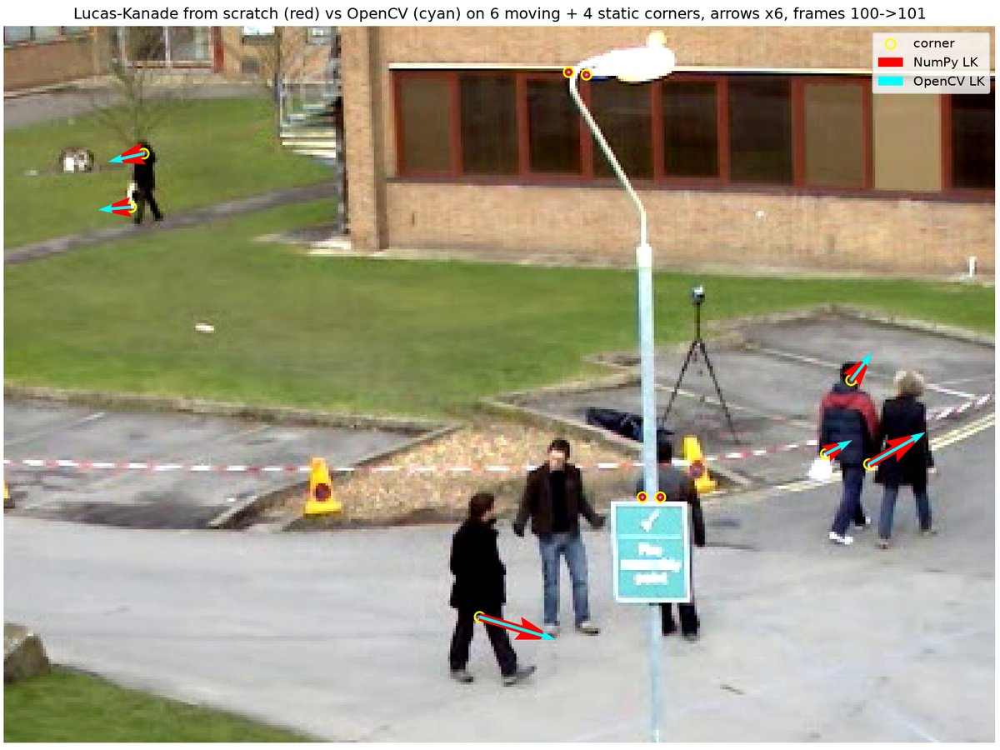 Lucas-Kanade from scratch (red) vs OpenCV (cyan) on 6 moving + 4 static corners, arrows x6, frames 100->101
corner
NumPy LK
OpenCV LK